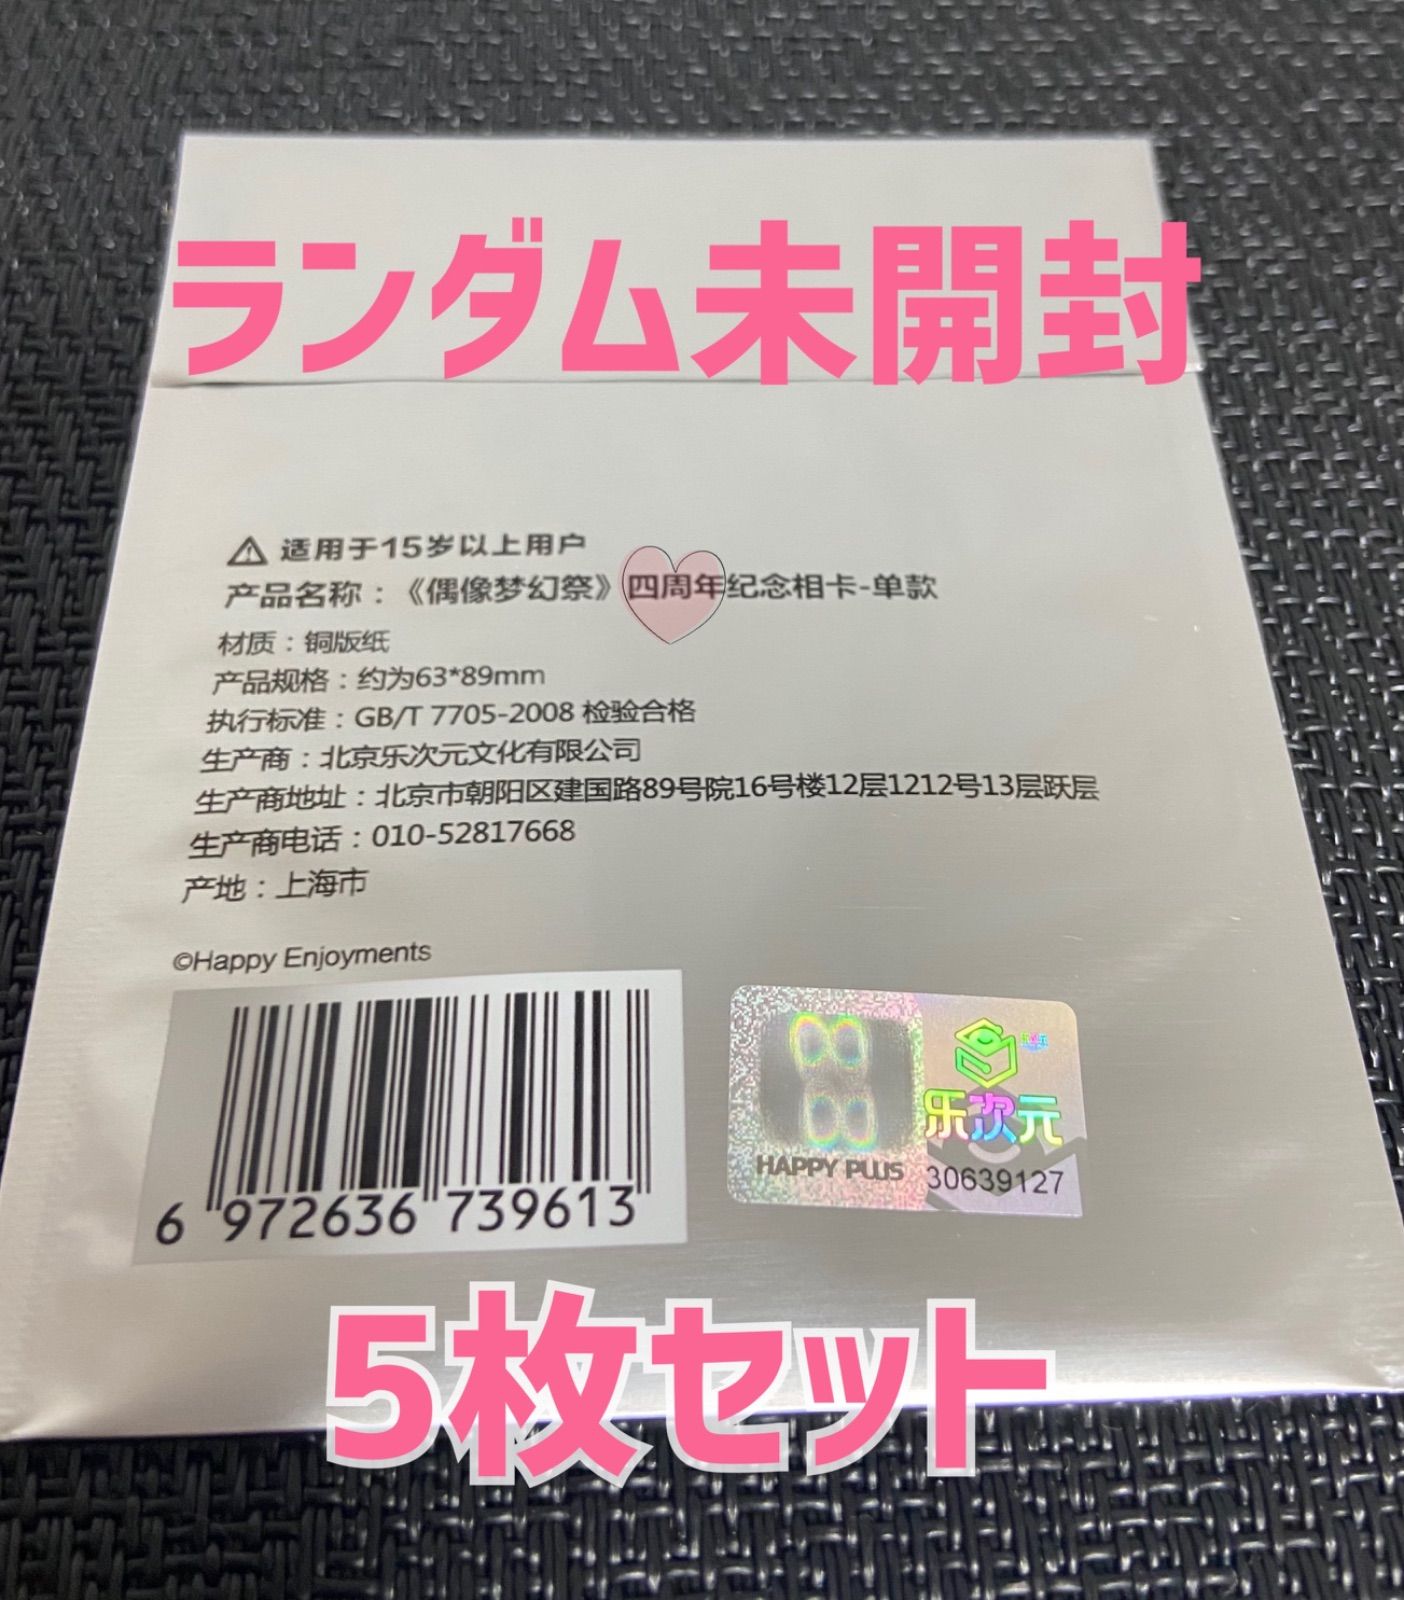 ランダム未開封
⚠ 适用于15岁以上用户
产品名称：《偶像梦幻祭》四周年纪念相卡-单款
材质：铜版纸
产品规格：约为63*89mm
执行标准：GB/T 7705-2008 检验合格
生产商：北京乐次元文化有限公司
生产商地址：北京市朝阳区建国路89号院16号楼12层1212号13层跃层
生产商电话：010-52817668
产地：上海市
©Happy Enjoyments
6 972636 739613
乐次元
HAPPY PLUS
30639127
5枚セット